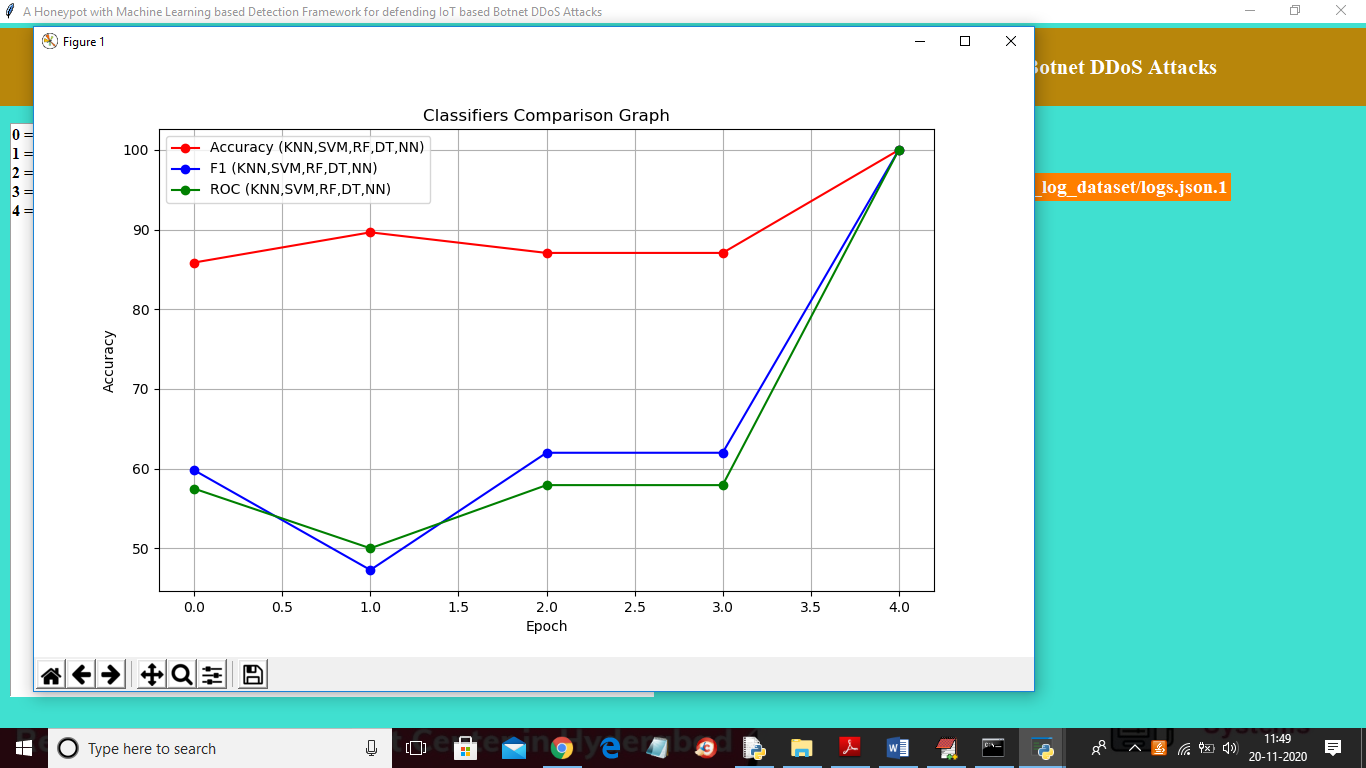 A Honeypot with Machine Learning based Detection Framework for defending IoT based Botnet DDoS Attacks
Figure 1
Botnet DDoS Attacks
0 =
1 =
2 =
3 =
4 =
_log_dataset/logs.json.1
Classifiers Comparison Graph
Accuracy (KNN,SVM,RF,DT,NN)
F1 (KNN,SVM,RF,DT,NN)
ROC (KNN,SVM,RF,DT,NN)
100
90
80
70
60
50
Accuracy
0.0 0.5 1.0 1.5 2.0 2.5 3.0 3.5 4.0
Epoch
Type here to search
11:49
20-11-2020